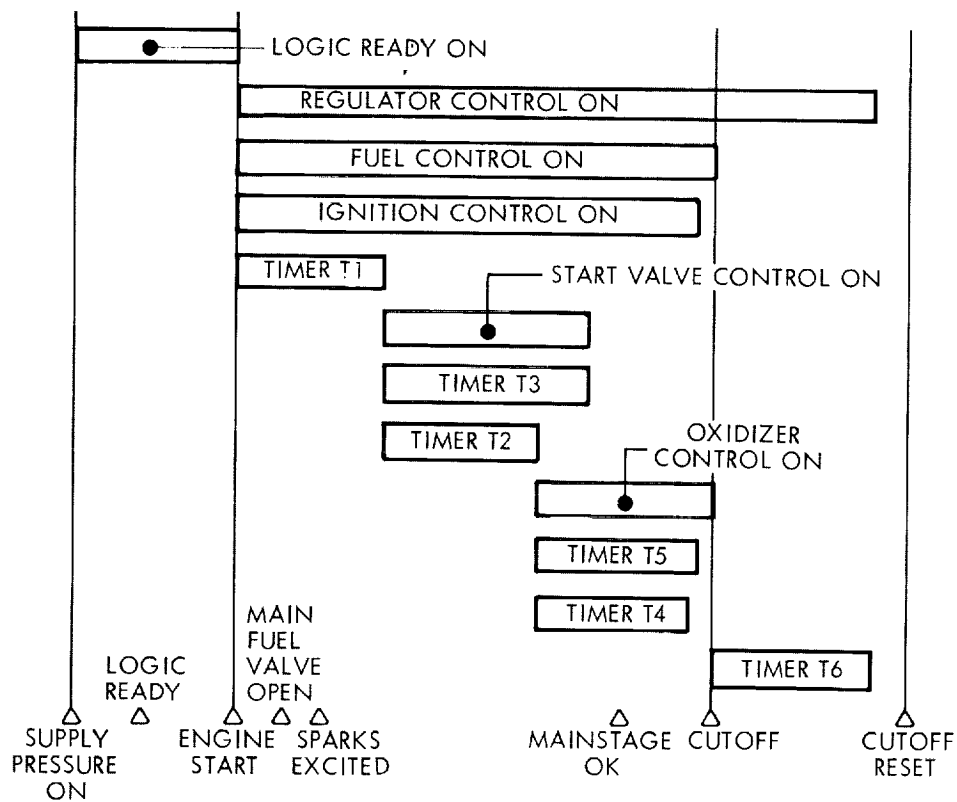 LOGIC READY ON
REGULATOR CONTROL ON
FUEL CONTROL ON
IGNITION CONTROL ON
TIMER T1
START VALVE CONTROL ON
TIMER T3
TIMER T2
OXIDIZER
CONTROL ON
TIMER T5
TIMER T4
TIMER T6
LOGIC
READY
MAIN
FUEL
VALVE
OPEN
SUPPLY
PRESSURE
ON
ENGINE
START
SPARKS
EXCITED
MAINSTAGE
OK
CUTOFF
CUTOFF
RESET